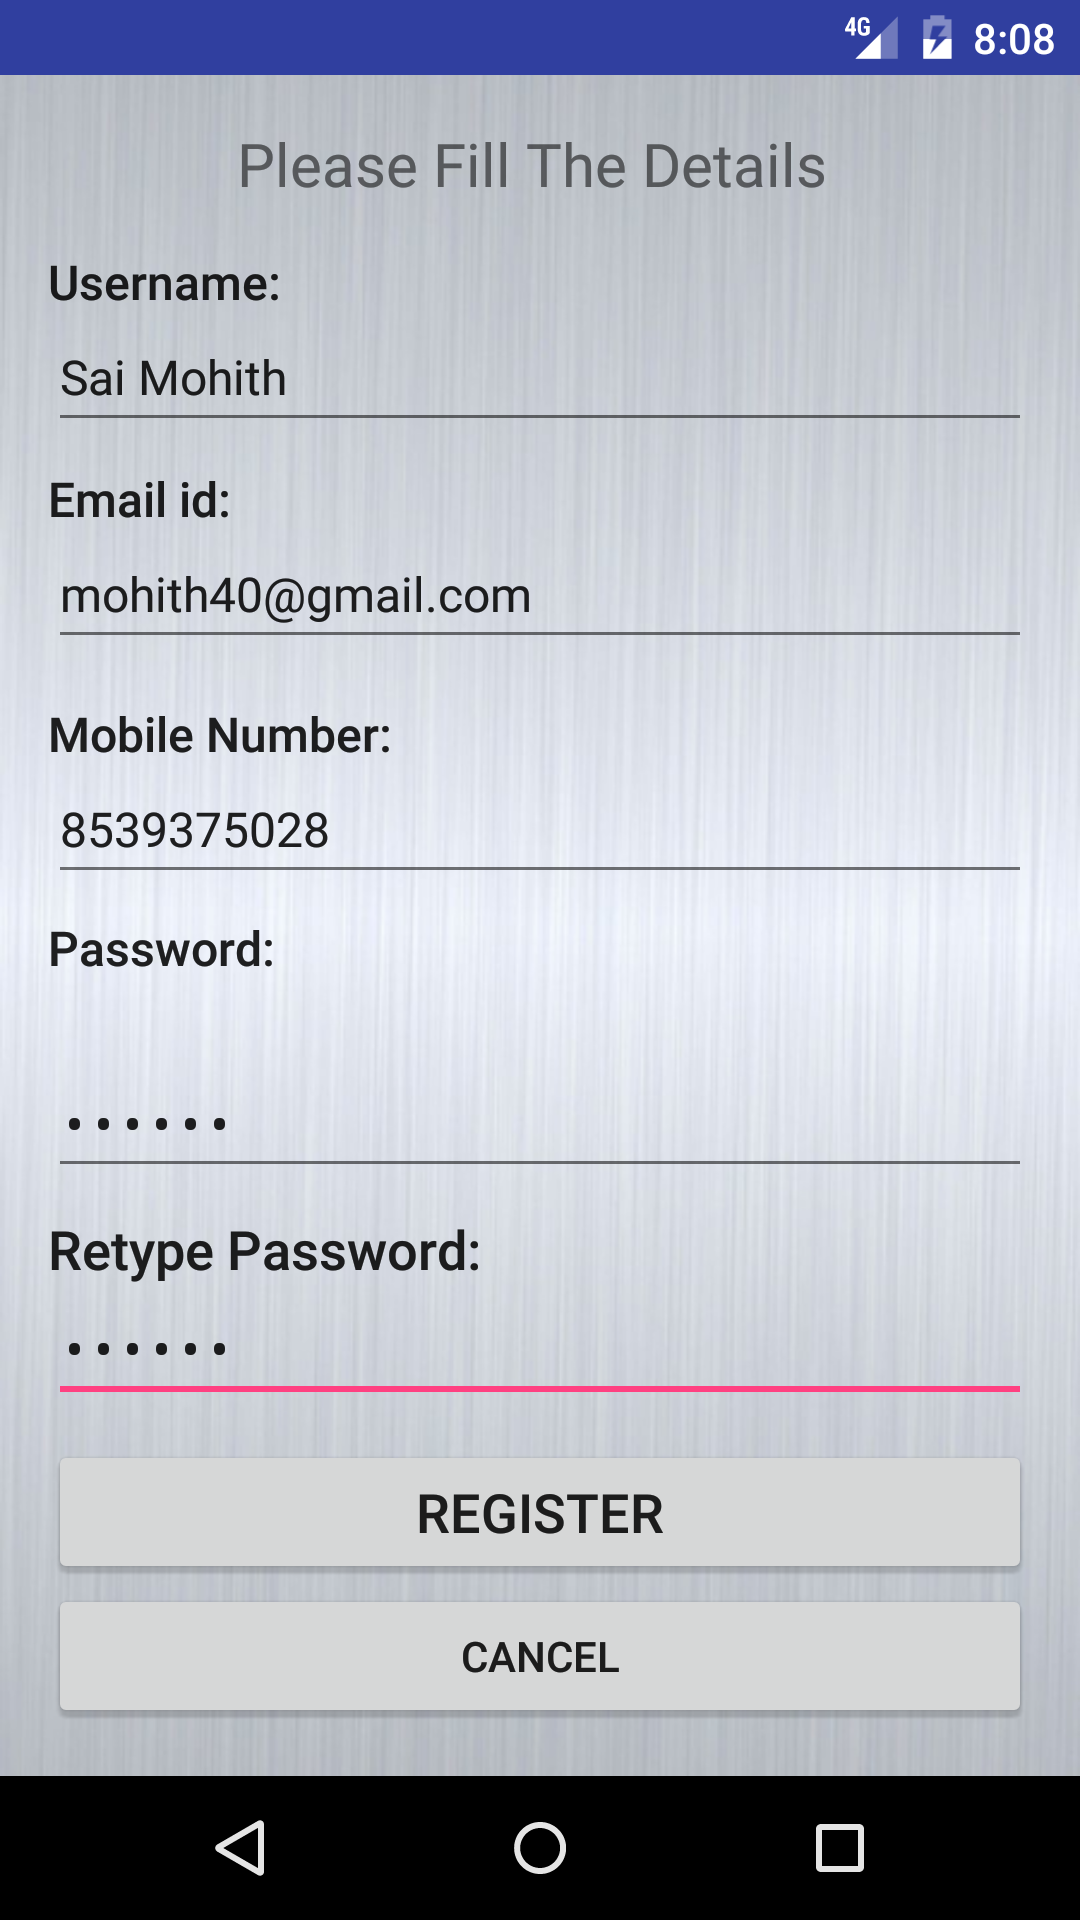 4G 8:08
Please Fill The Details
Username:
Sai Mohith
Email id:
mohith40@gmail.com
Mobile Number:
8539375028
Password:
••••••
Retype Password:
••••••
REGISTER
CANCEL